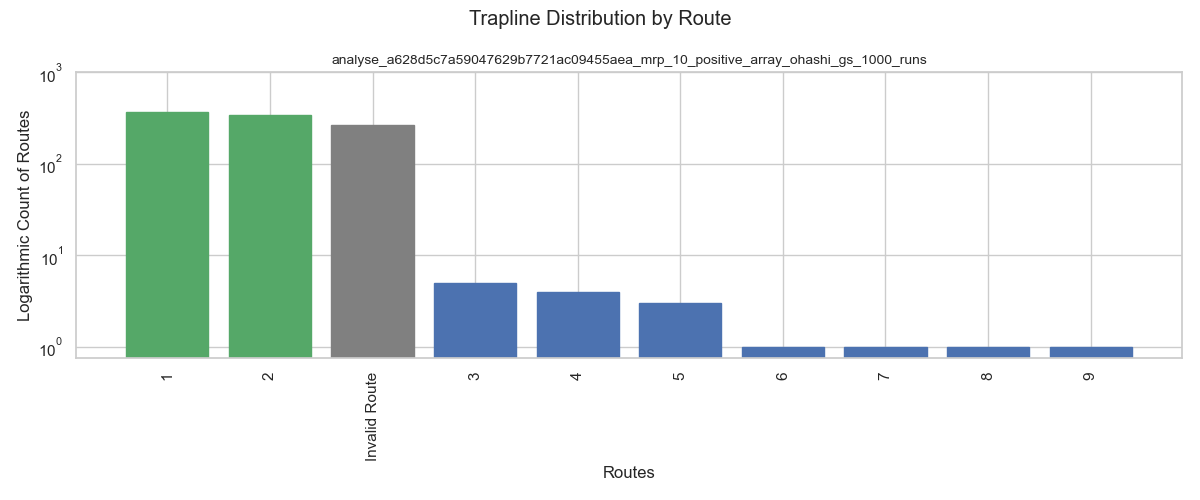 Trapline Distribution by Route
analyse_a628d5c7a59047629b7721ac09455aea_mrp_10_positive_array_ohashi_gs_1000_runs
Logarithmic Count of Routes
10³
10²
10¹
10⁰
1
2
Invalid Route
3
4
5
6
7
8
9
Routes